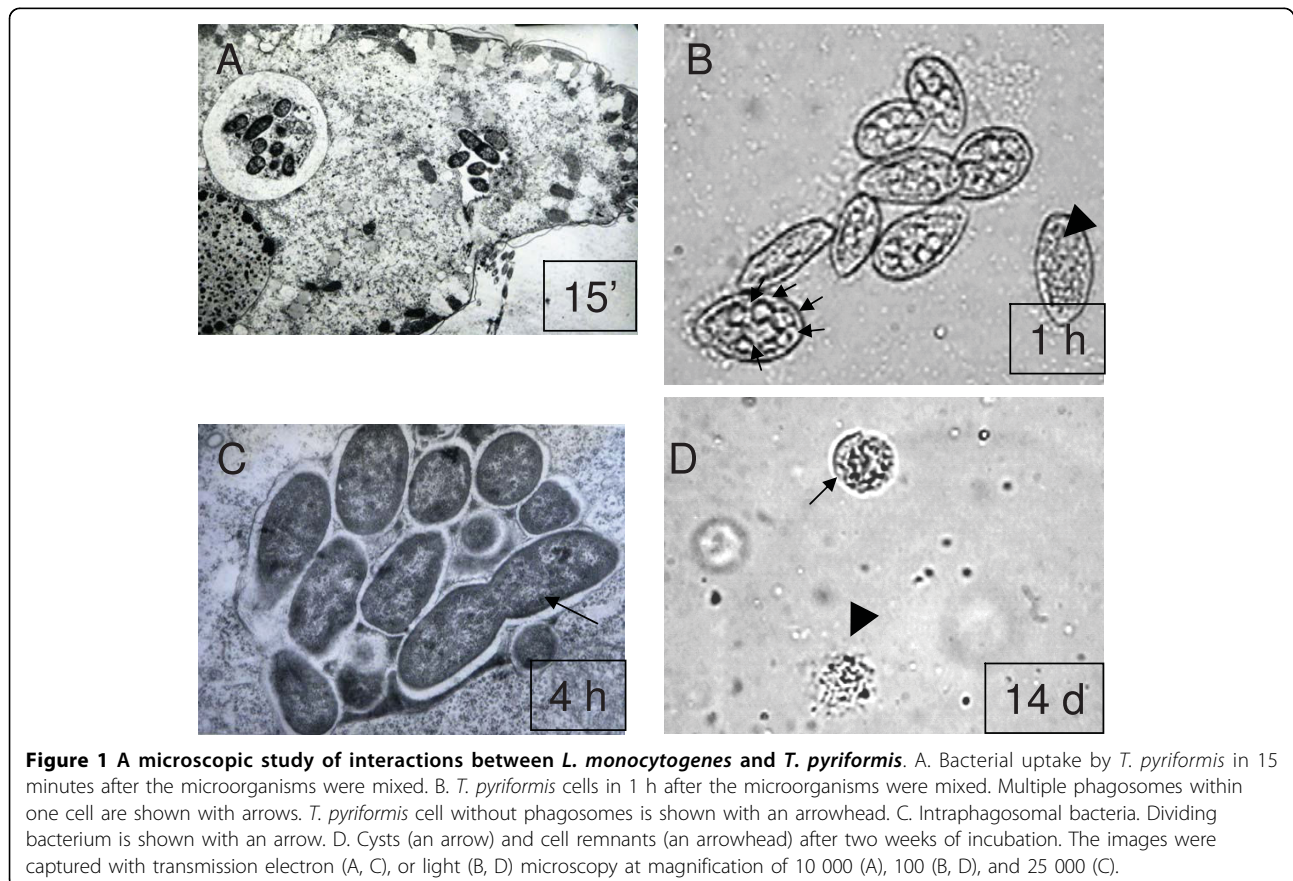 A
15’
B
1 h
C
4 h
D
14 d
Figure 1 A microscopic study of interactions between L. monocytogenes and T. pyriformis. A. Bacterial uptake by T. pyriformis in 15
minutes after the microorganisms were mixed. B. T. pyriformis cells in 1 h after the microorganisms were mixed. Multiple phagosomes within
one cell are shown with arrows. T. pyriformis cell without phagosomes is shown with an arrowhead. C. Intraphagosomal bacteria. Dividing
bacterium is shown with an arrow. D. Cysts (an arrow) and cell remnants (an arrowhead) after two weeks of incubation. The images were
captured with transmission electron (A, C), or light (B, D) microscopy at magnification of 10 000 (A), 100 (B, D), and 25 000 (C).